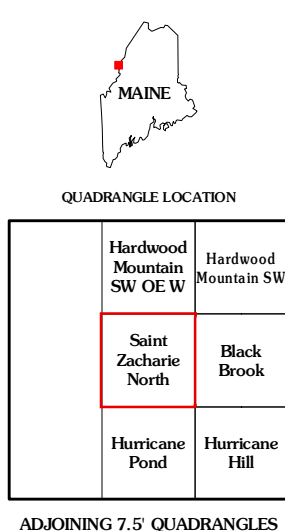 MAINE
QUADRANGLE LOCATION
Hardwood
Mountain
SW OE W
Hardwood
Mountain SW
Saint
Zacharie
North
Black
Brook
Hurricane
Pond
Hurricane
Hill
ADJOINING 7.5' QUADRANGLES